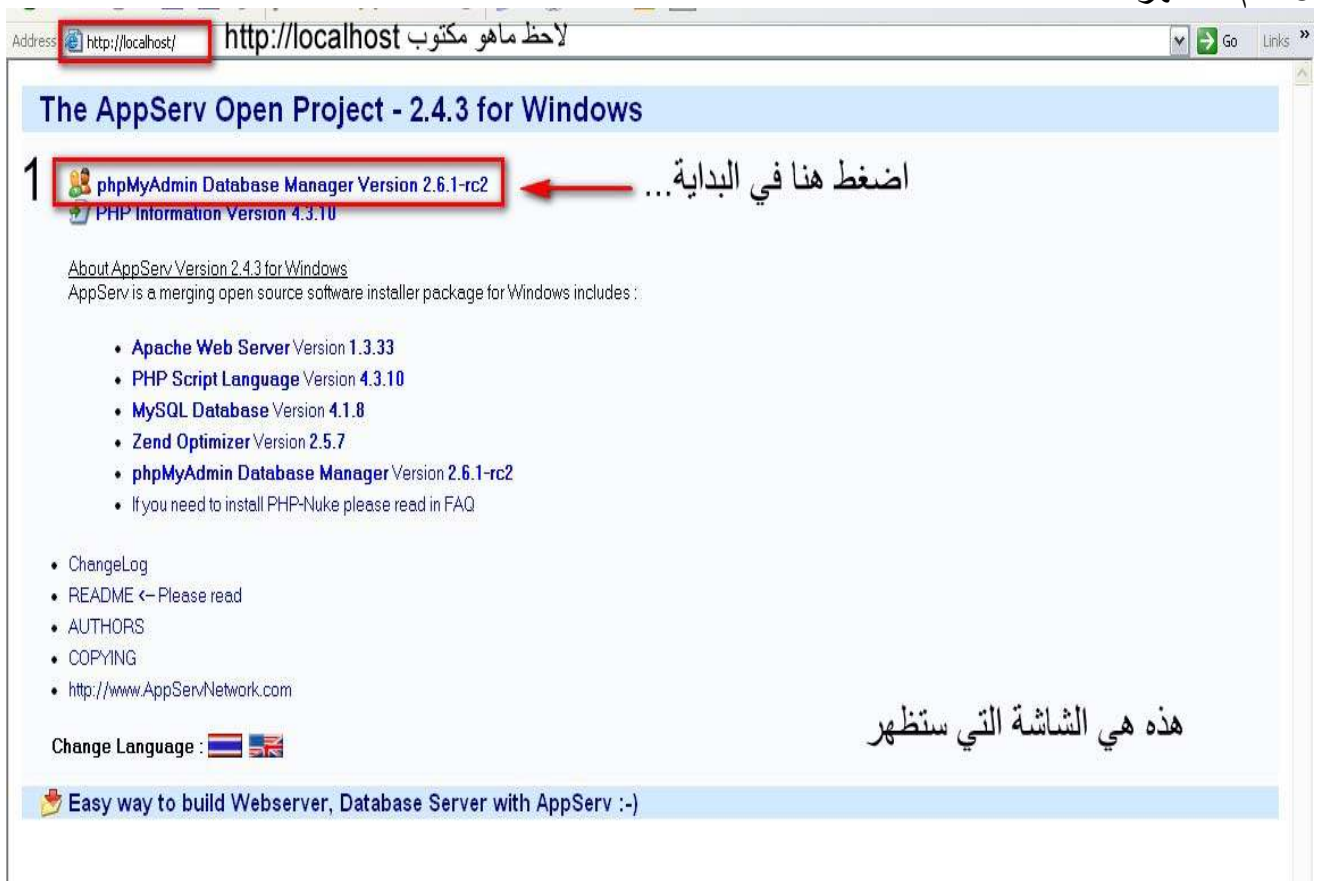 Address http://localhost/ http://localhost لاحظ ماهو مكتوب Go Links »
The AppServ Open Project - 2.4.3 for Windows
1 phpMyAdmin Database Manager Version 2.6.1-rc2 اضغط هنا في البداية...
PHP Information Version 4.3.10
About AppServ Version 2.4.3 for Windows
AppServ is a merging open source software installer package for Windows includes :
• Apache Web Server Version 1.3.33
• PHP Script Language Version 4.3.10
• MySQL Database Version 4.1.8
• Zend Optimizer Version 2.5.7
• phpMyAdmin Database Manager Version 2.6.1-rc2
• If you need to install PHP-Nuke please read in FAQ
• ChangeLog
• README <-- Please read
• AUTHORS
• COPYING
• http://www.AppServNetwork.com
هذه هي الشاشة التي ستظهر
Change Language :
Easy way to build Webserver, Database Server with AppServ :-)